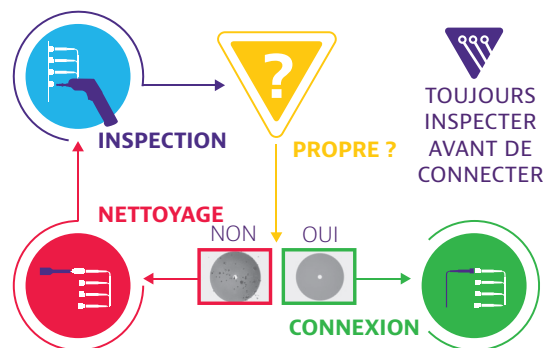 ?
INSPECTION
PROPRE ?
TOUJOURS
INSPECTER
AVANT DE
CONNECTER
NETTOYAGE
NON
OUI
CONNEXION